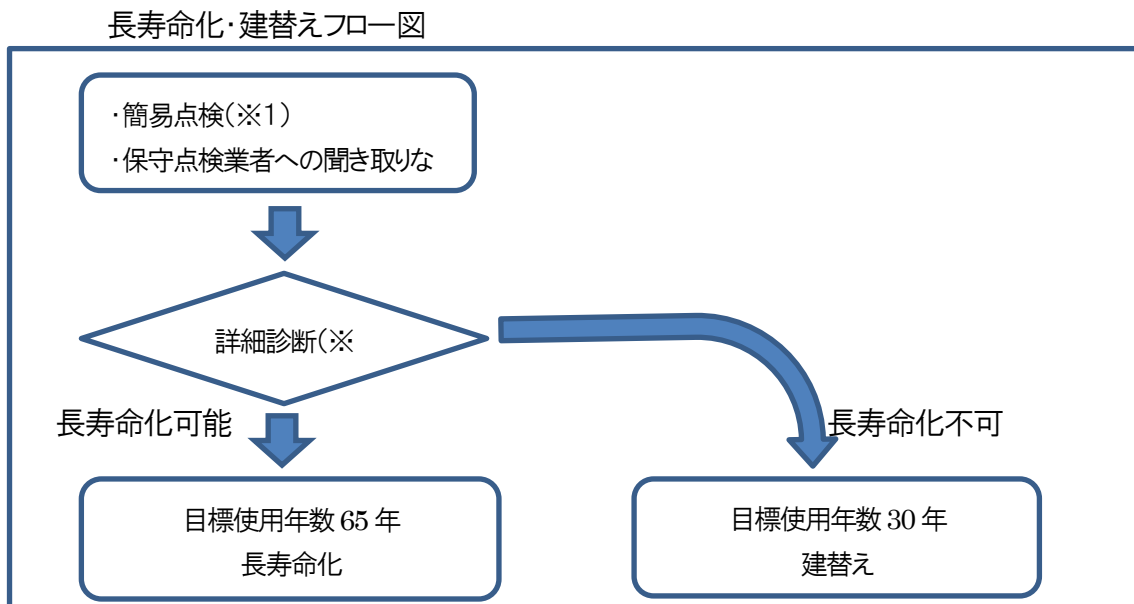 長寿命化・建替えフロー図
・簡易点検(※1)
・保守点検業者への聞き取りな
詳細診断(※
長寿命化可能
長寿命化不可
目標使用年数 65 年
長寿命化
目標使用年数 30 年
建替え